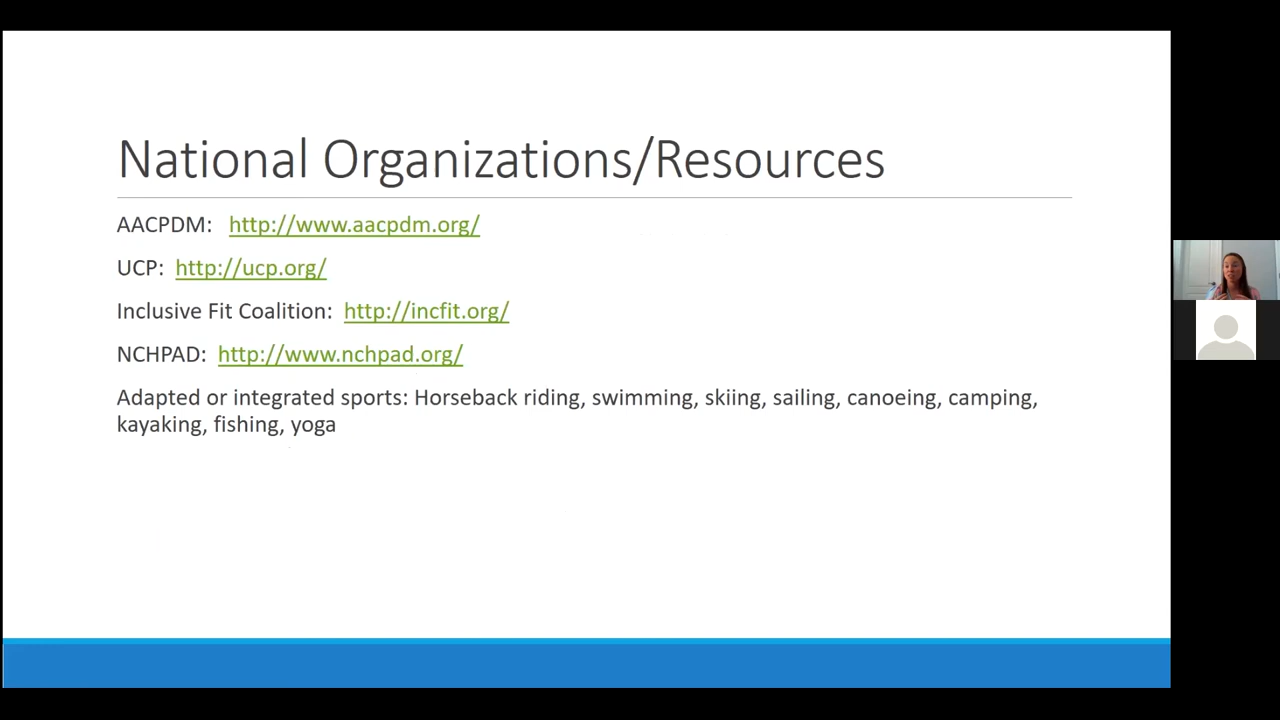 National Organizations/Resources
AACPDM: http://www.aacpdm.org/
UCP: http://ucp.org/
Inclusive Fit Coalition: http://incfit.org/
NCHPAD: http://www.nchpad.org/
Adapted or integrated sports: Horseback riding, swimming, skiing, sailing, canoeing, camping,
kayaking, fishing, yoga